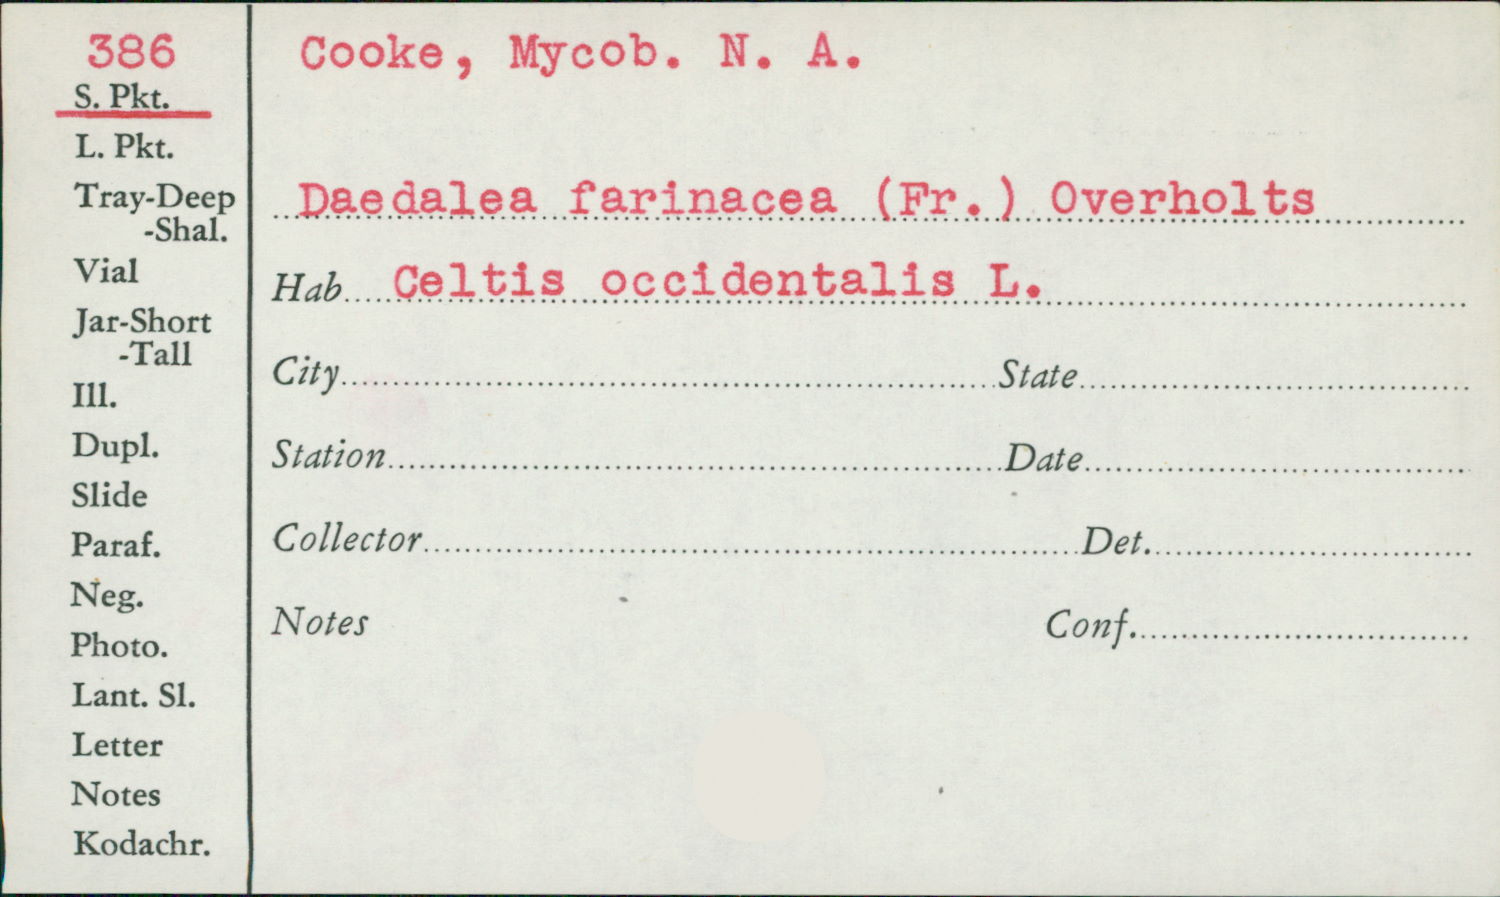 386
S. Pkt.
L. Pkt.
Tray-Deep
-Shal.
Vial
Jar-Short
-Tall
Ill.
Dupl.
Slide
Paraf.
Neg.
Photo.
Lant. Sl.
Letter
Notes
Kodachr.
Cooke, Mycob. N. A.
Daedalea farinacea (Fr.) Overholts
Hab. Celtis occidentalis L.
City State
Station Date
Collector Det.
Notes Conf.